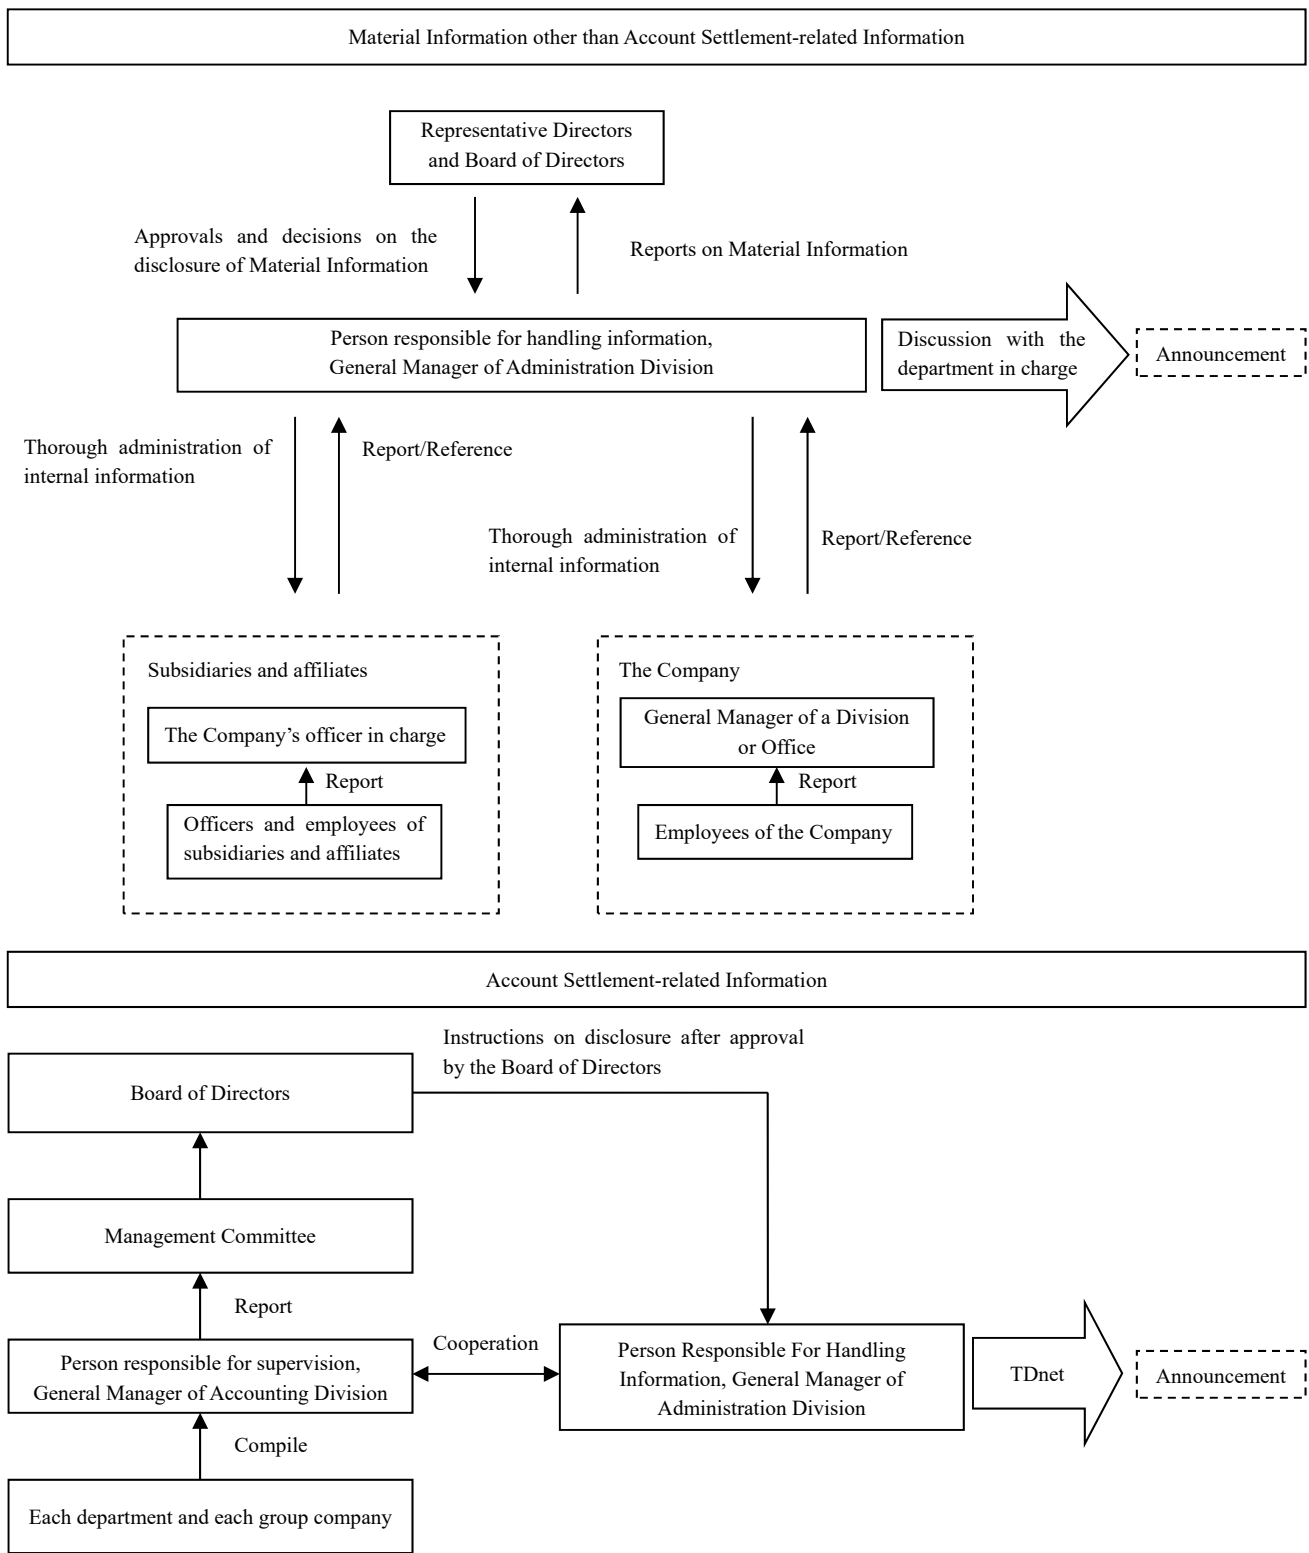 Material Information other than Account Settlement-related Information
Representative Directors
and Board of Directors
Approvals and decisions on the
disclosure of Material Information
Reports on Material Information
Person responsible for handling information,
General Manager of Administration Division
Discussion with the
department in charge
Announcement
Thorough administration of
internal information
Report/Reference
Thorough administration of
internal information
Report/Reference
Subsidiaries and affiliates
The Company’s officer in charge
Report
Officers and employees of
subsidiaries and affiliates
The Company
General Manager of a Division
or Office
Report
Employees of the Company
Account Settlement-related Information
Instructions on disclosure after approval
by the Board of Directors
Board of Directors
Management Committee
Report
Person responsible for supervision,
General Manager of Accounting Division
Cooperation
Person Responsible For Handling
Information, General Manager of
Administration Division
TDnet
Announcement
Compile
Each department and each group company